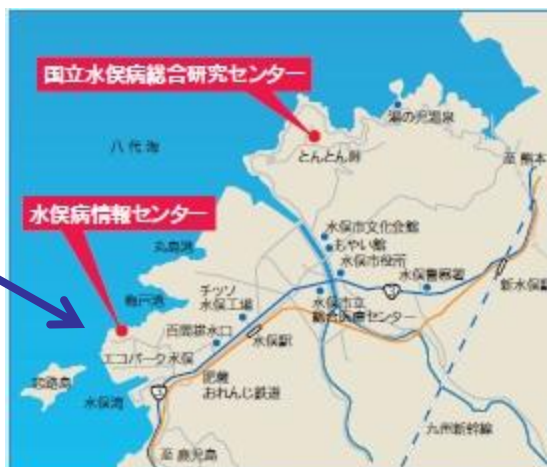 国立水俣病総合研究センター
湯の児温泉
八代海
とんとん峠
至 熊本
水俣病情報センター
水俣市文化会館
もやい館
丸島港
水俣市役所
水俣警察署
新水俣駅
梅戸港
チッソ
水俣工場
水俣市立
総合医療センター
3
百間排水口
水俣駅
エコパーク水俣
恋路島
肥薩
おれんじ鉄道
水俣湾
3
九州新幹線
至 鹿児島